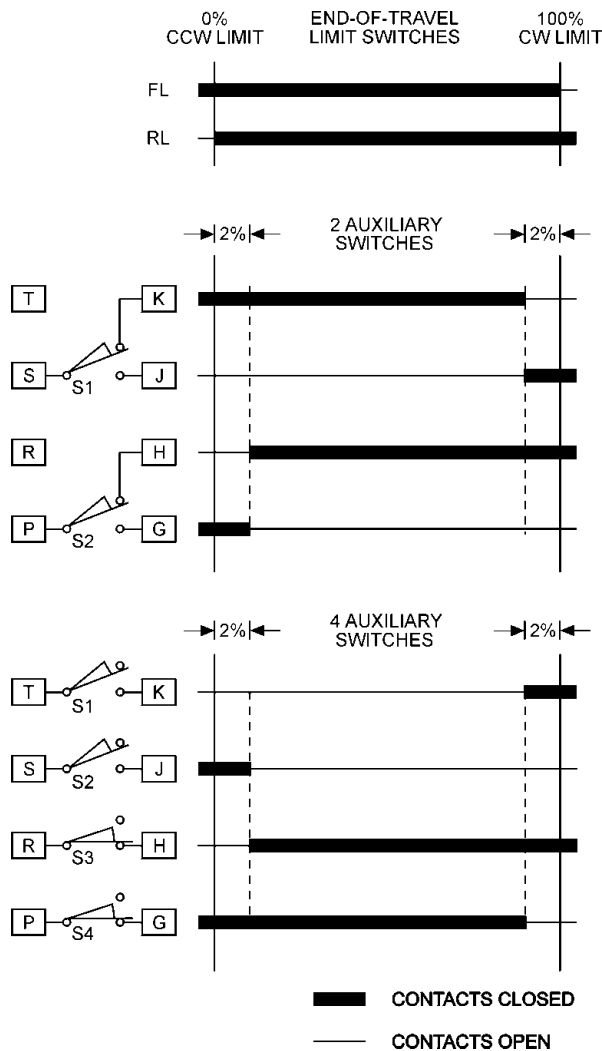 0% END-OF-TRAVEL 100%
CCW LIMIT LIMIT SWITCHES CW LIMIT
FL
RL
2% 2 AUXILIARY 2%
SWITCHES
T K
S S1 J
R H
P S2 G
2% 4 AUXILIARY 2%
SWITCHES
T S1 K
S S2 J
R S3 H
P S4 G
CONTACTS CLOSED
CONTACTS OPEN